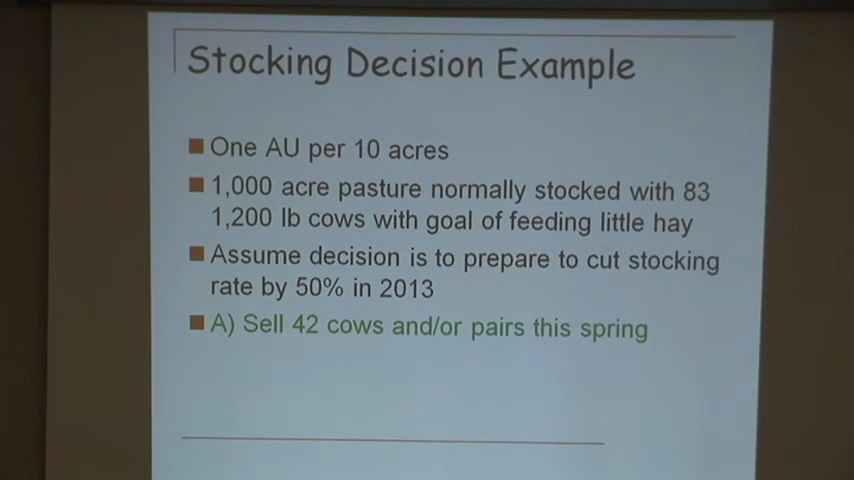 Stocking Decision Example
One AU per 10 acres
1,000 acre pasture normally stocked with 83
1,200 lb cows with goal of feeding little hay
Assume decision is to prepare to cut stocking
rate by 50% in 2013
A) Sell 42 cows and/or pairs this spring